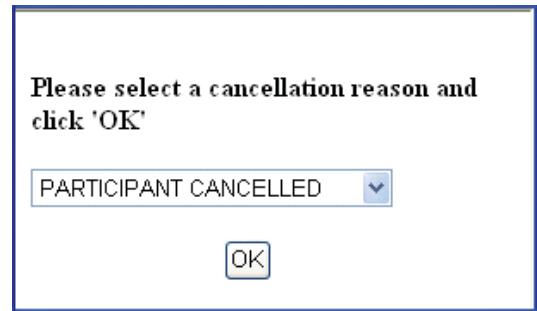 Please select a cancellation reason and
click 'OK'
PARTICIPANT CANCELLED
OK